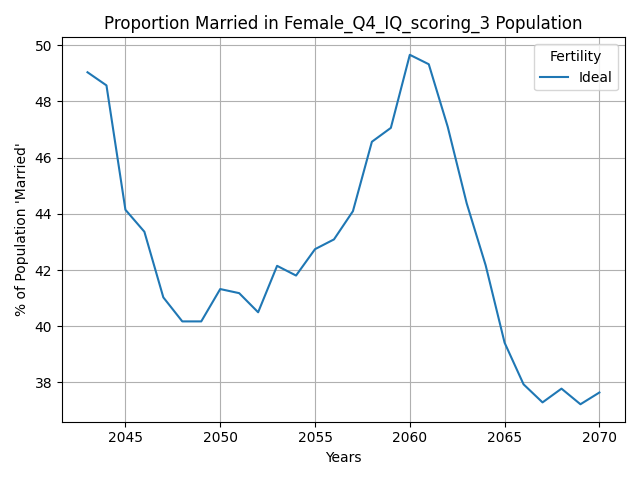 Proportion Married in Female_Q4_IQ_scoring_3 Population
Fertility
Ideal
% of Population 'Married'
50
48
46
44
42
40
38
2045 2050 2055 2060 2065 2070
Years